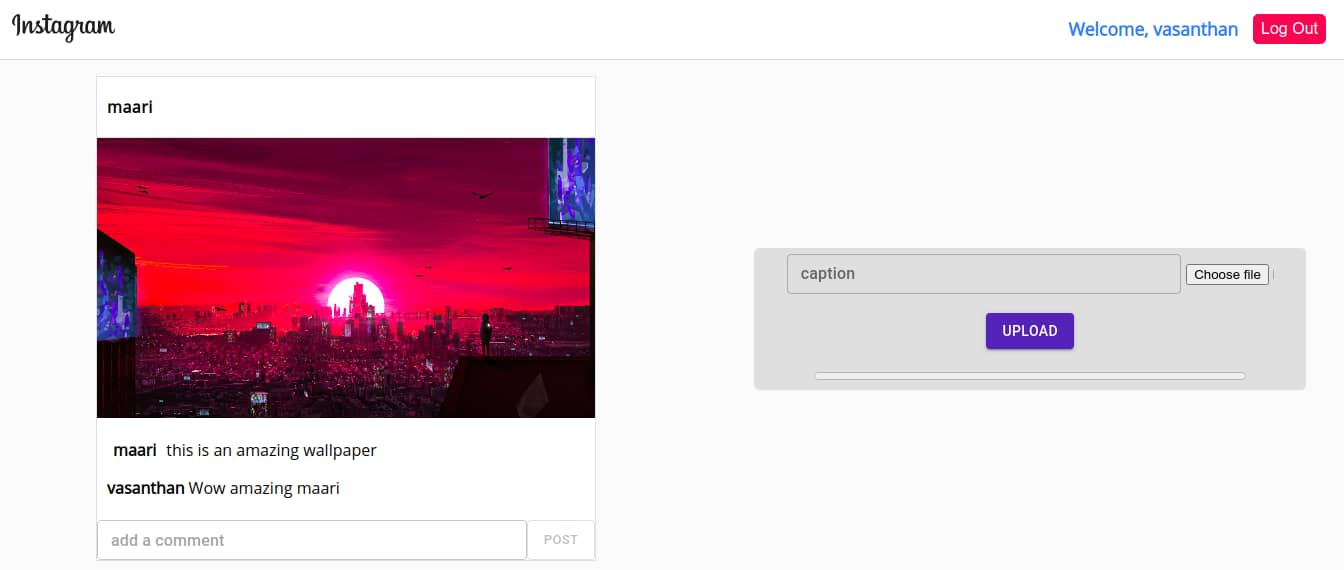 Instagram
Welcome, vasanthan
Log Out
maari
maari this is an amazing wallpaper
vasanthan Wow amazing maari
add a comment
POST
caption
Choose file
UPLOAD